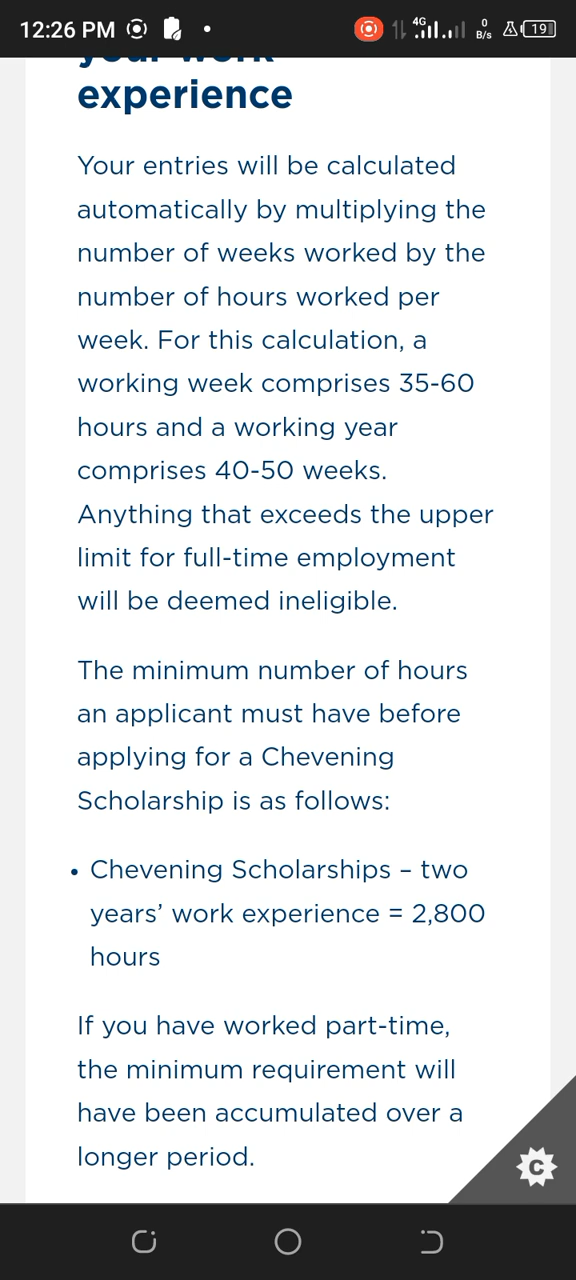 12:26 PM
4G
0
B/s
19
your work
experience
Your entries will be calculated
automatically by multiplying the
number of weeks worked by the
number of hours worked per
week. For this calculation, a
working week comprises 35-60
hours and a working year
comprises 40-50 weeks.
Anything that exceeds the upper
limit for full-time employment
will be deemed ineligible.
The minimum number of hours
an applicant must have before
applying for a Chevening
Scholarship is as follows:
• Chevening Scholarships – two
years’ work experience = 2,800
hours
If you have worked part-time,
the minimum requirement will
have been accumulated over a
longer period.
C